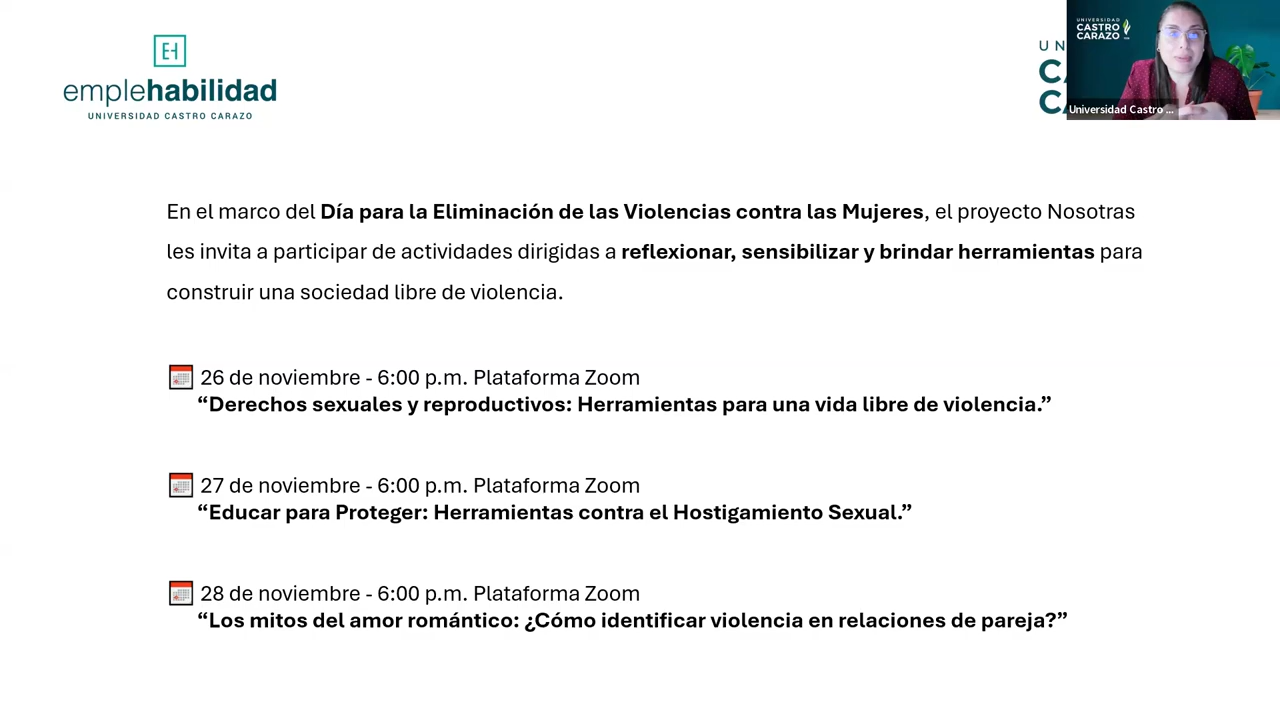 EH
emplehabilidad
UNIVERSIDAD CASTRO CARAZO
UNIVERSIDAD
CASTRO
CARAZO
Universidad Castro ...
En el marco del Día para la Eliminación de las Violencias contra las Mujeres, el proyecto Nosotras
les invita a participar de actividades dirigidas a reflexionar, sensibilizar y brindar herramientas para
construir una sociedad libre de violencia.
26 de noviembre - 6:00 p.m. Plataforma Zoom
“Derechos sexuales y reproductivos: Herramientas para una vida libre de violencia.”
27 de noviembre - 6:00 p.m. Plataforma Zoom
“Educar para Proteger: Herramientas contra el Hostigamiento Sexual.”
28 de noviembre - 6:00 p.m. Plataforma Zoom
“Los mitos del amor romántico: ¿Cómo identificar violencia en relaciones de pareja?”